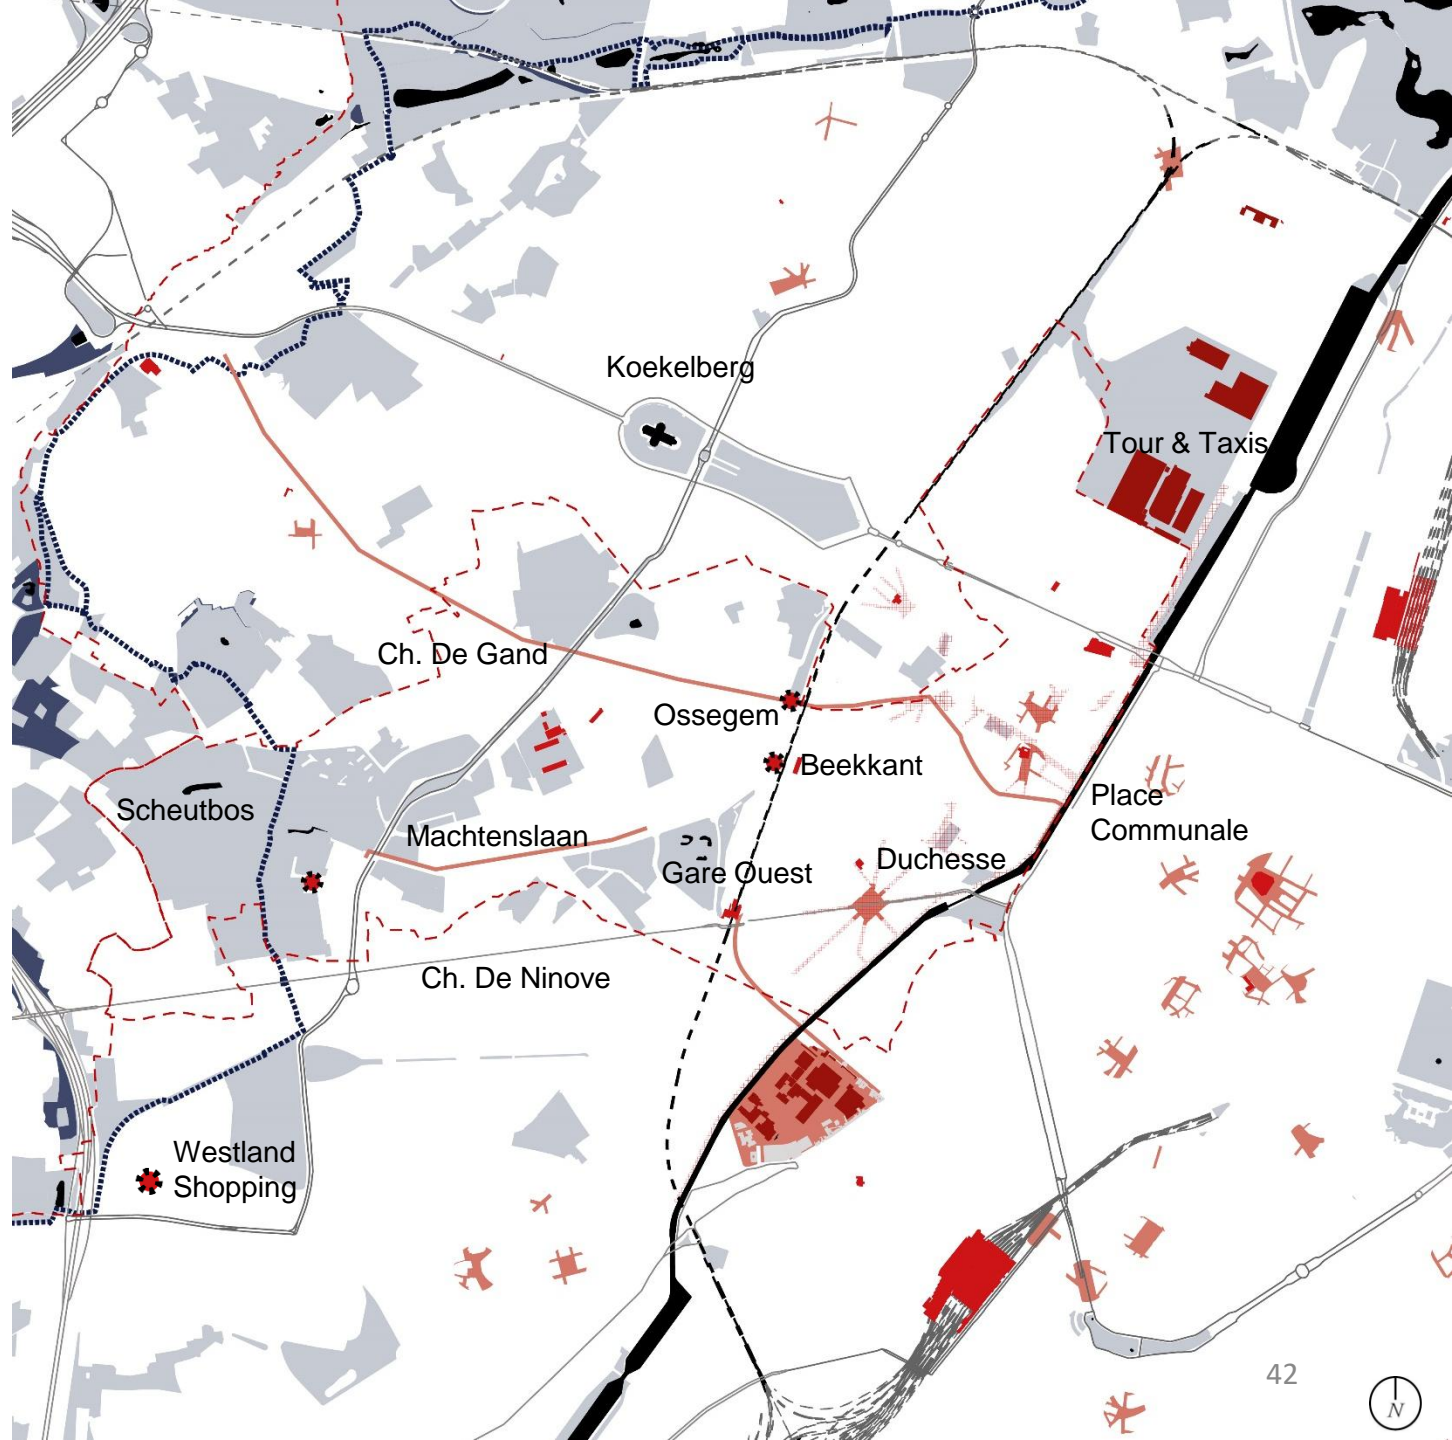 Koekelberg
Tour & Taxis
Ch. De Gand
Ossegem
Beekkant
Scheutbos
Place
Communale
Machtenslaan
Duchesse
Gare Ouest
Ch. De Ninove
Westland
Shopping
42
N